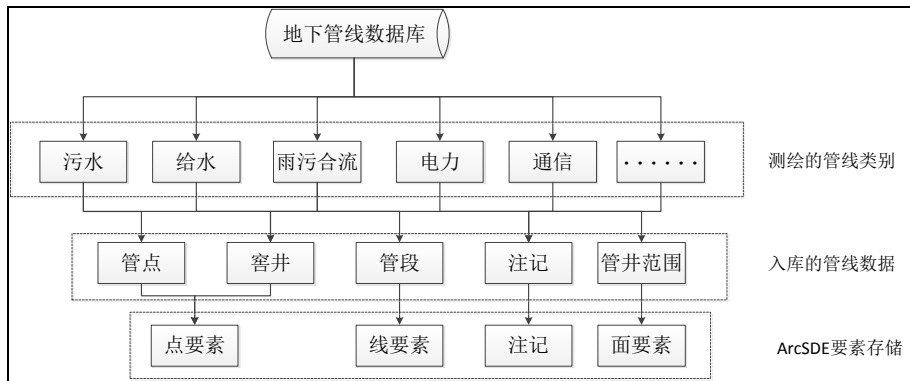 地下管线数据库
污水 给水 雨污合流 电力 通信 ······ 测绘的管线类别
管点 窨井 管段 注记 管井范围 入库的管线数据
点要素 线要素 注记 面要素 ArcSDE要素存储